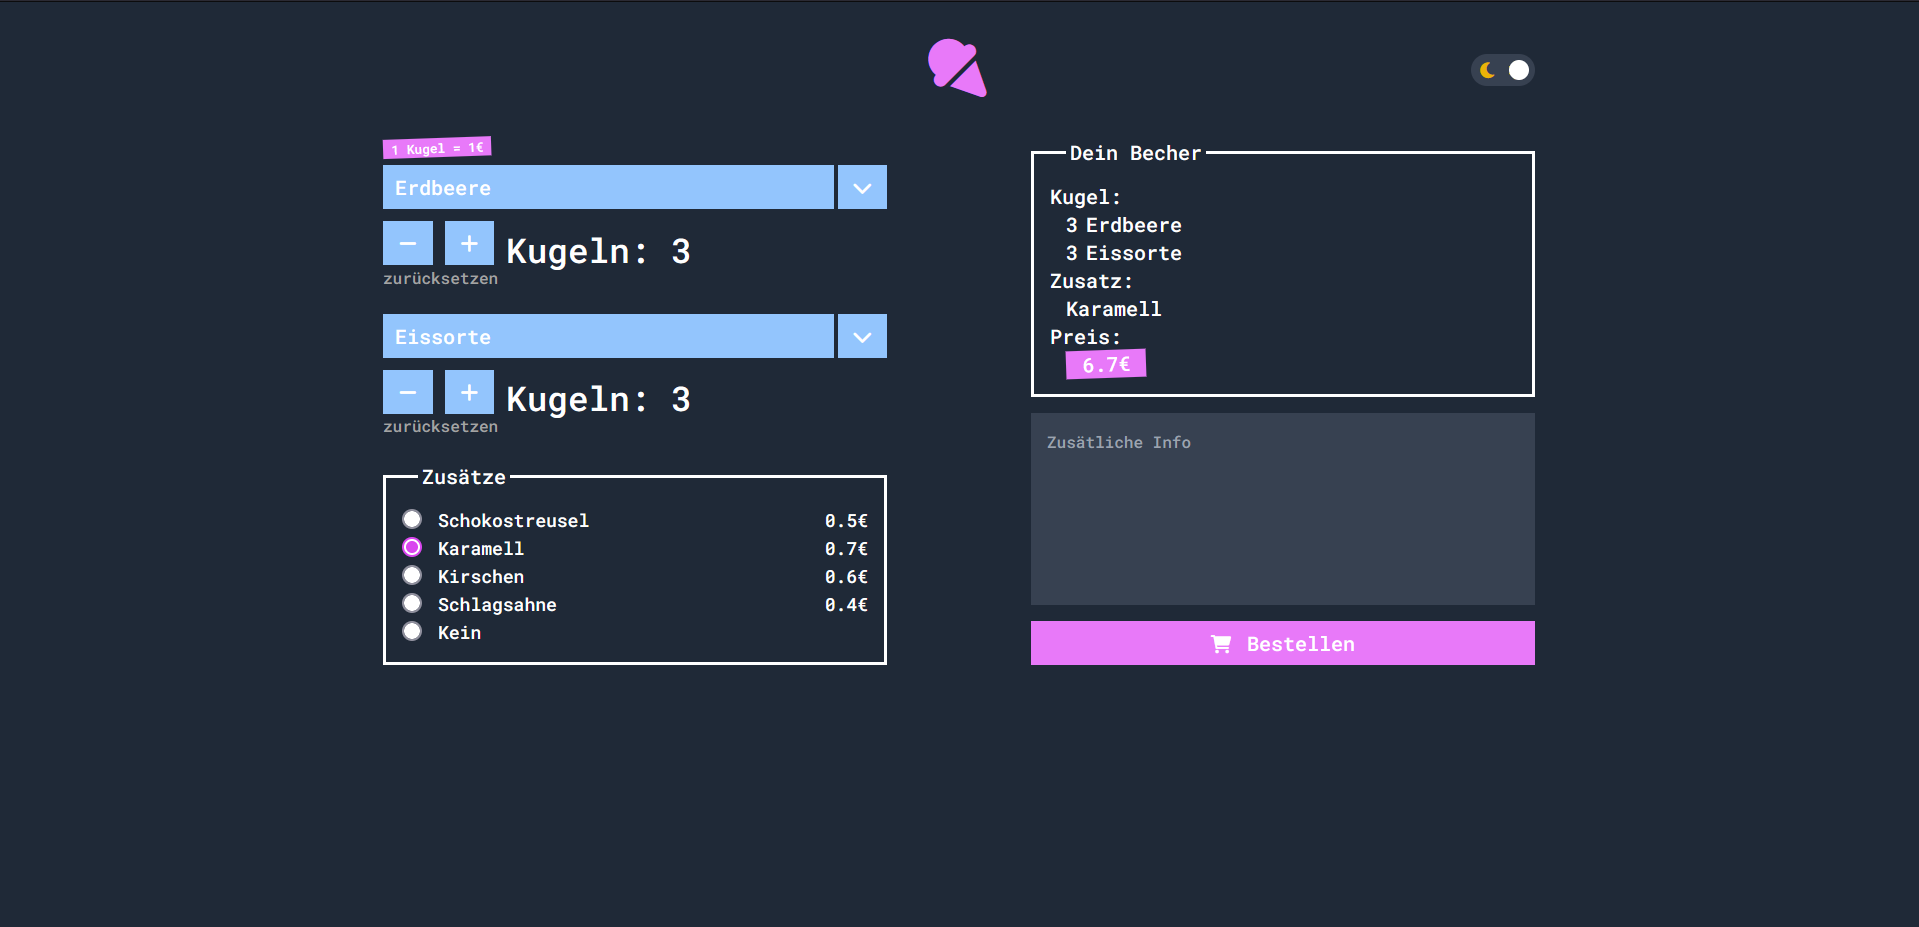 1 Kugel = 1€
Erdbeere
Kugeln: 3
zurücksetzen
Eissorte
Kugeln: 3
zurücksetzen
Zusätze
Schokostreusel 0.5€
Karamell 0.7€
Kirschen 0.6€
Schlagsahne 0.4€
Kein
Dein Becher
Kugel:
3 Erdbeere
3 Eissorte
Zusatz:
Karamell
Preis:
6.7€
Zusätliche Info
Bestellen